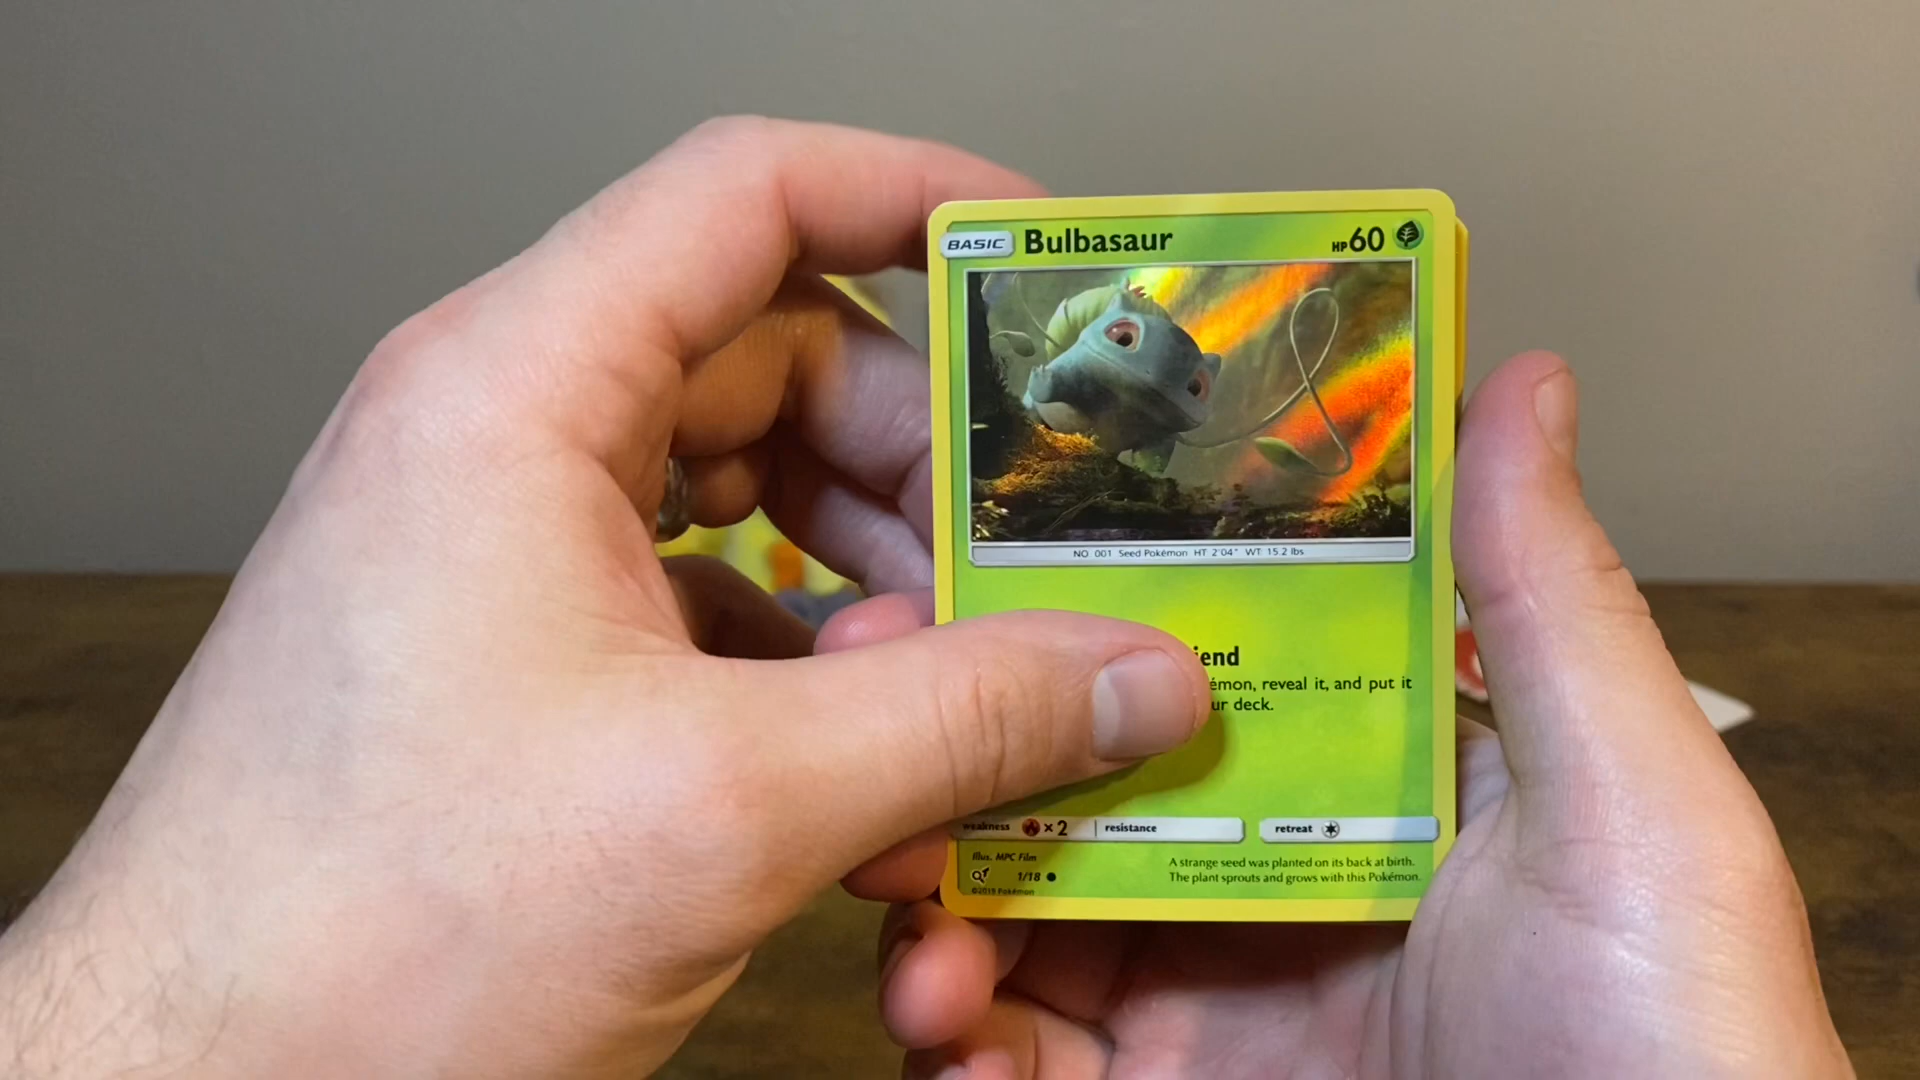 BASIC Bulbasaur HP60
NO 001 Seed Pokémon HT 2'04" WT 15.2 lbs
iend
émon, reveal it, and put it
ur deck.
weakness ×2 resistance retreat
Illus. MPC Film
1/18
©2019 Pokémon
A strange seed was planted on its back at birth.
The plant sprouts and grows with this Pokémon.